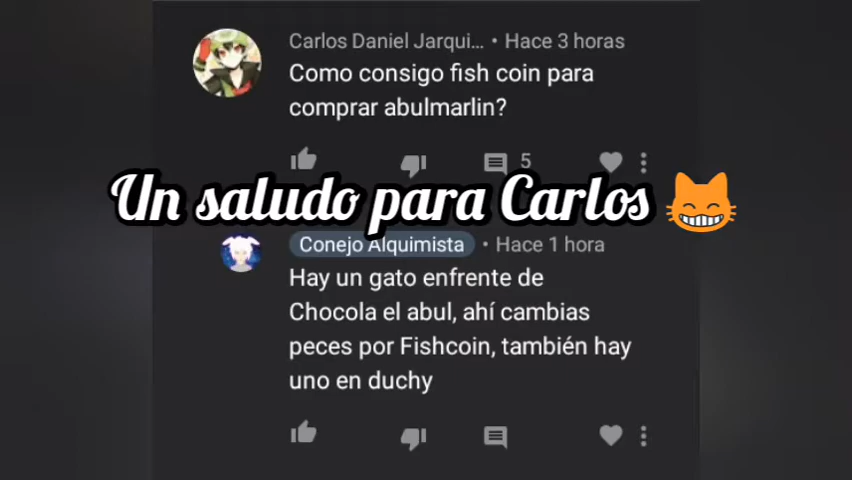 Carlos Daniel Jarqui... • Hace 3 horas
Como consigo fish coin para
comprar abulmarlin?
5
Un saludo para Carlos
Conejo Alquimista • Hace 1 hora
Hay un gato enfrente de
Chocola el abul, ahí cambias
peces por Fishcoin, también hay
uno en duchy